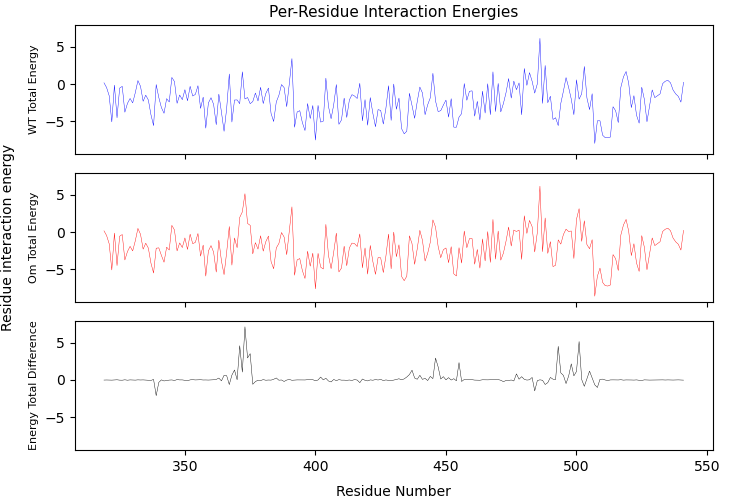 Per-Residue Interaction Energies
Residue interaction energy
WT Total Energy
5
0
−5
Om Total Energy
5
0
−5
Energy Total Difference
5
0
−5
350
400
450
500
550
Residue Number